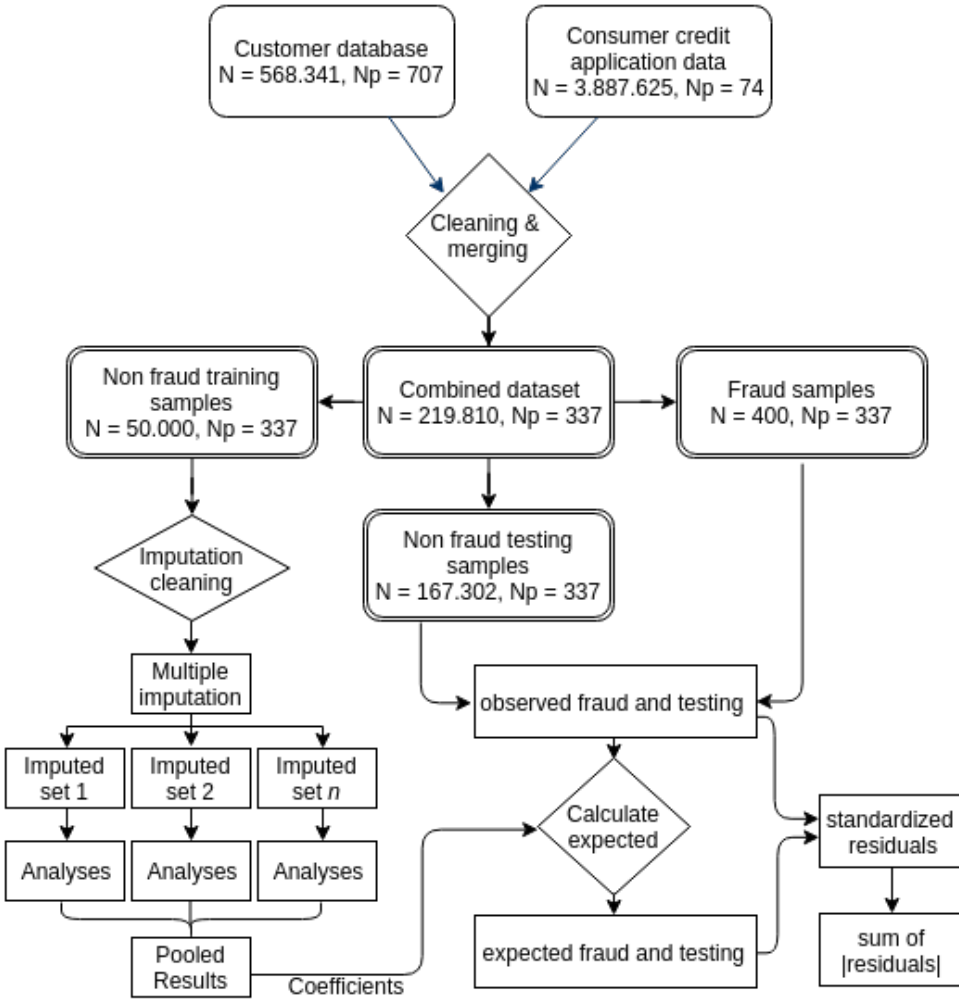 Customer database
N = 568.341, Np = 707
Consumer credit
application data
N = 3.887.625, Np = 74
Cleaning &
merging
Non fraud training
samples
N = 50.000, Np = 337
Combined dataset
N = 219.810, Np = 337
Fraud samples
N = 400, Np = 337
Imputation
cleaning
Non fraud testing
samples
N = 167.302, Np = 337
Multiple
imputation
observed fraud and testing
Imputed
set 1
Imputed
set 2
Imputed
set n
Calculate
expected
standardized
residuals
Analyses
Analyses
Analyses
Pooled
Results
Coefficients
expected fraud and testing
sum of
|residuals|